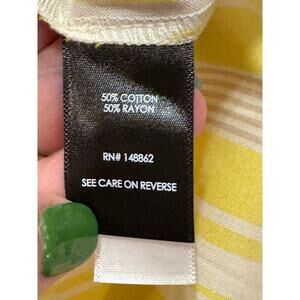 50% COTTON
50% RAYON
RN# 148862
SEE CARE ON REVERSE